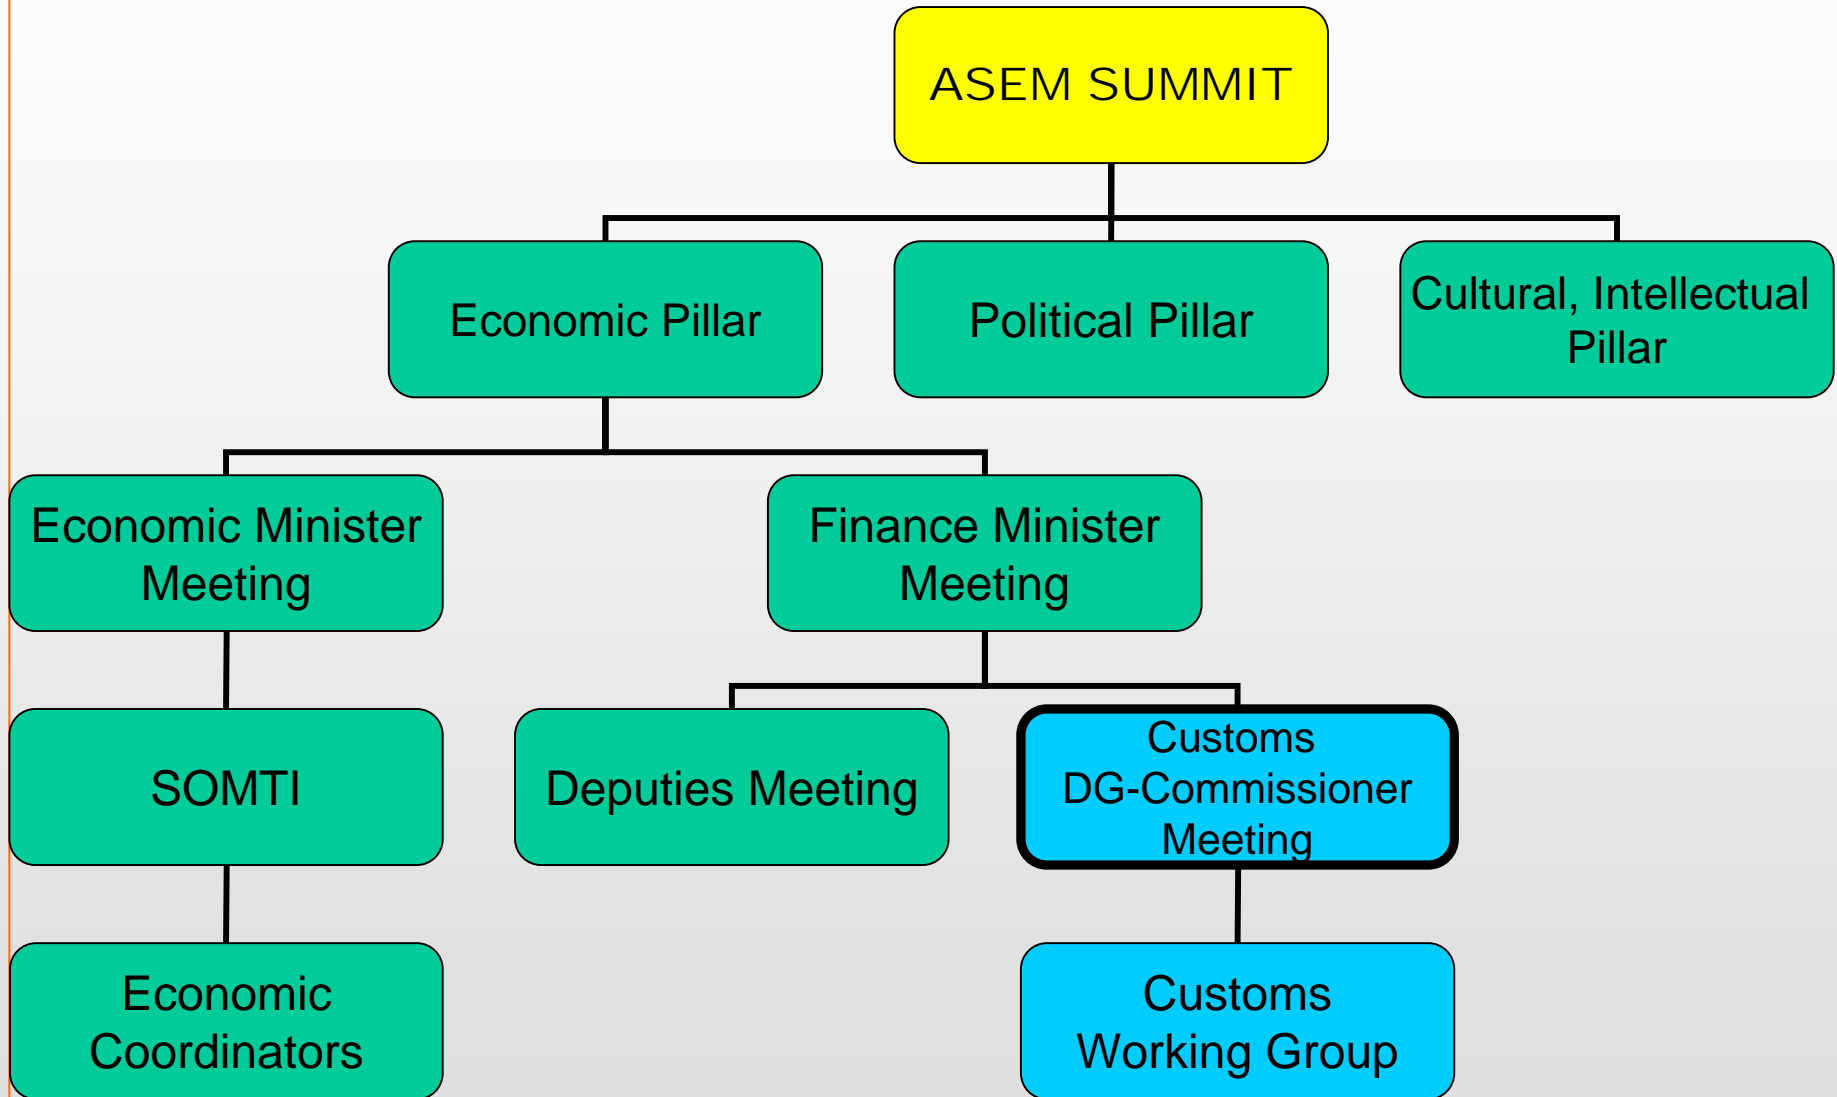 ASEM SUMMIT
Economic Pillar
Political Pillar
Cultural, Intellectual
Pillar
Economic Minister
Meeting
Finance Minister
Meeting
SOMTI
Deputies Meeting
Customs
DG-Commissioner
Meeting
Economic
Coordinators
Customs
Working Group